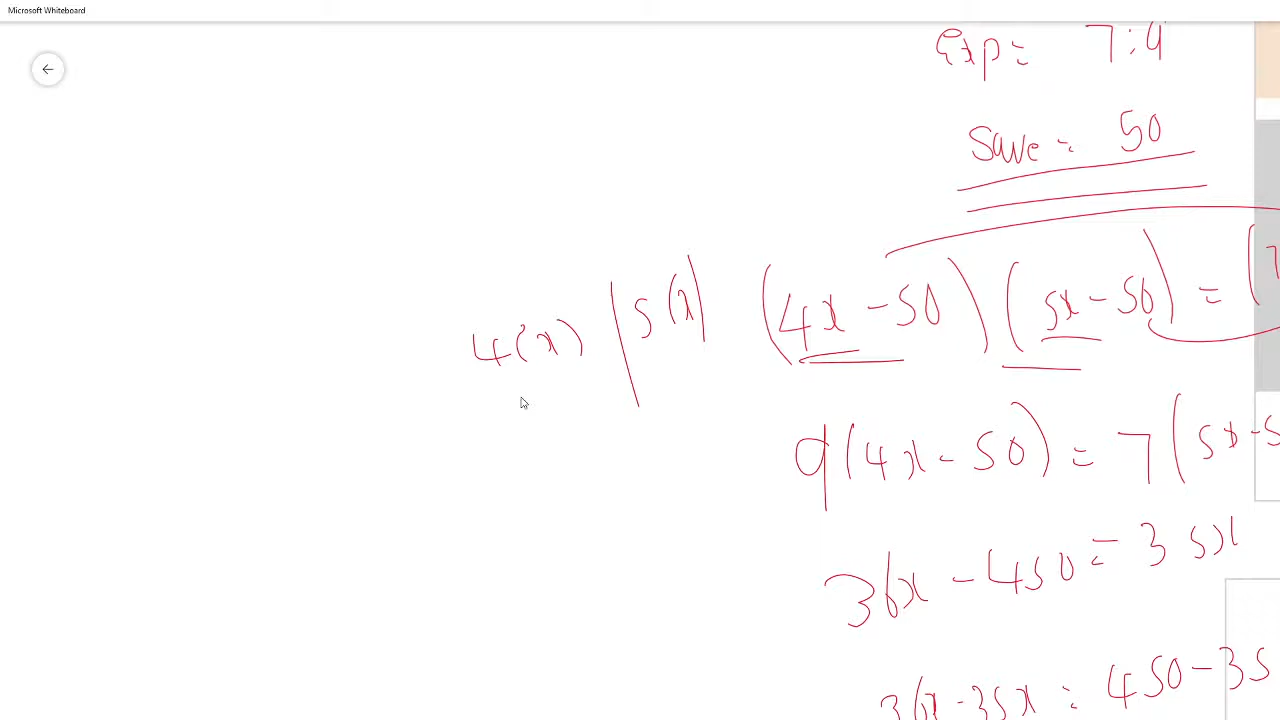 Microsoft Whiteboard
Exp = 7 : 9
Save = 50
4(x) | 5(x) (4x - 50) (5x - 50) = (7
9(4x - 50) = 7(5x - 5
36x - 450 = 35x
36x - 35x = 450 - 35